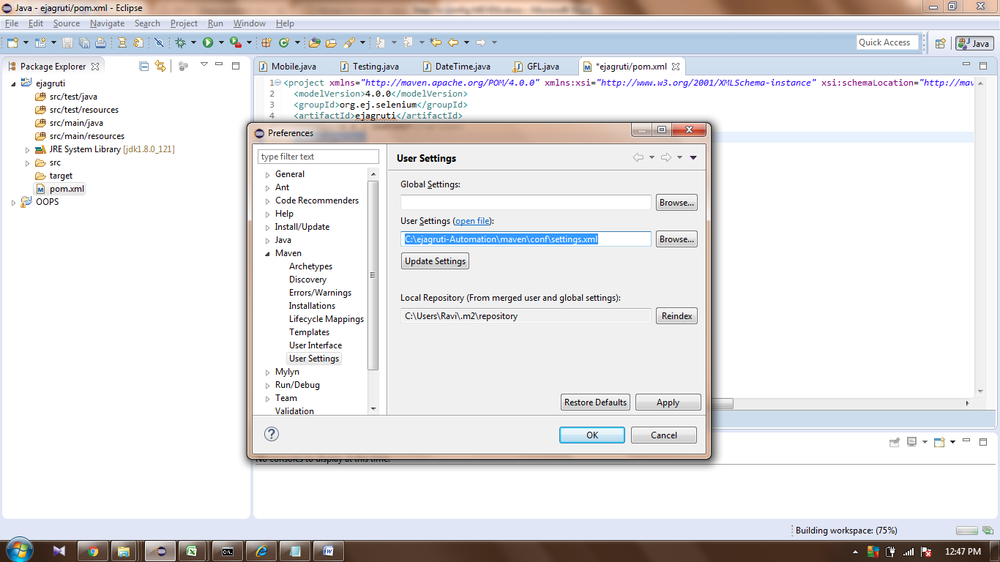 Java - ejagruti/pom.xml - Eclipse
File Edit Source Navigate Search Project Run Window Help
Quick Access
Java
Package Explorer
Mobile.java
Testing.java
DateTime.java
GFL.java
*ejagruti/pom.xml
ejagruti
src/test/java
src/test/resources
src/main/java
src/main/resources
JRE System Library [jdk1.8.0_121]
src
target
pom.xml
OOPS
1 <project xmlns="http://maven.apache.org/POM/4.0.0" xmlns:xsi="http://www.w3.org/2001/XMLSchema-instance" xsi:schemaLocation="http://mav
2 <modelVersion>4.0.0</modelVersion>
3 <groupId>org.ej.selenium</groupId>
4 <artifactId>ejagruti</artifactId>
Preferences
type filter text
General
Ant
Code Recommenders
Help
Install/Update
Java
Maven
Archetypes
Discovery
Errors/Warnings
Installations
Lifecycle Mappings
Templates
User Interface
User Settings
Mylyn
Run/Debug
Team
Validation
User Settings
Global Settings:
Browse...
User Settings (open file):
C:\ejagruti-Automation\maven\conf\settings.xml
Browse...
Update Settings
Local Repository (From merged user and global settings):
C:\Users\Ravi\.m2\repository
Reindex
Restore Defaults
Apply
OK
Cancel
No consoles to display at this time.
Building workspace: (75%)
12:47 PM